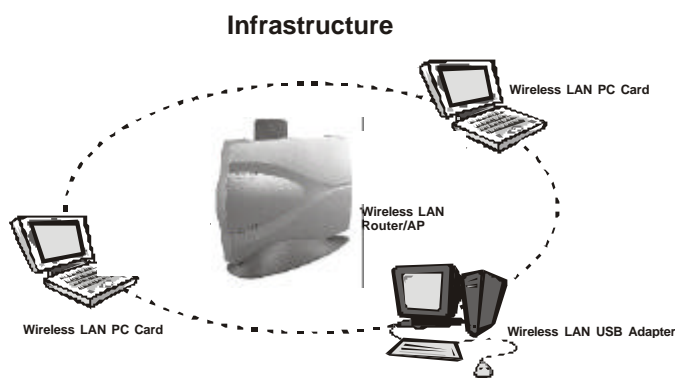 Infrastructure
Wireless LAN PC Card
Wireless LAN
Router/AP
Wireless LAN PC Card
Wireless LAN USB Adapter